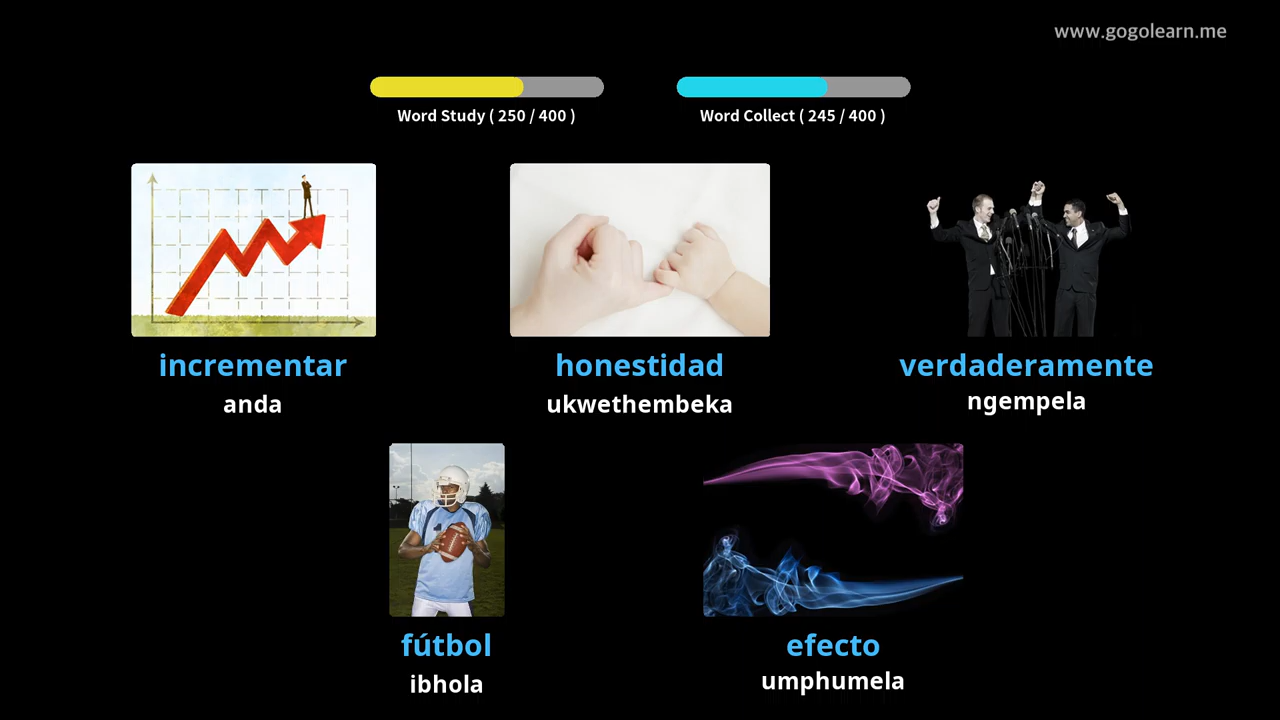 www.gogolearn.me
Word Study ( 250 / 400 )
Word Collect ( 245 / 400 )
incrementar
anda
honestidad
ukwethembeka
verdaderamente
ngempela
fútbol
ibhola
efecto
umphumela